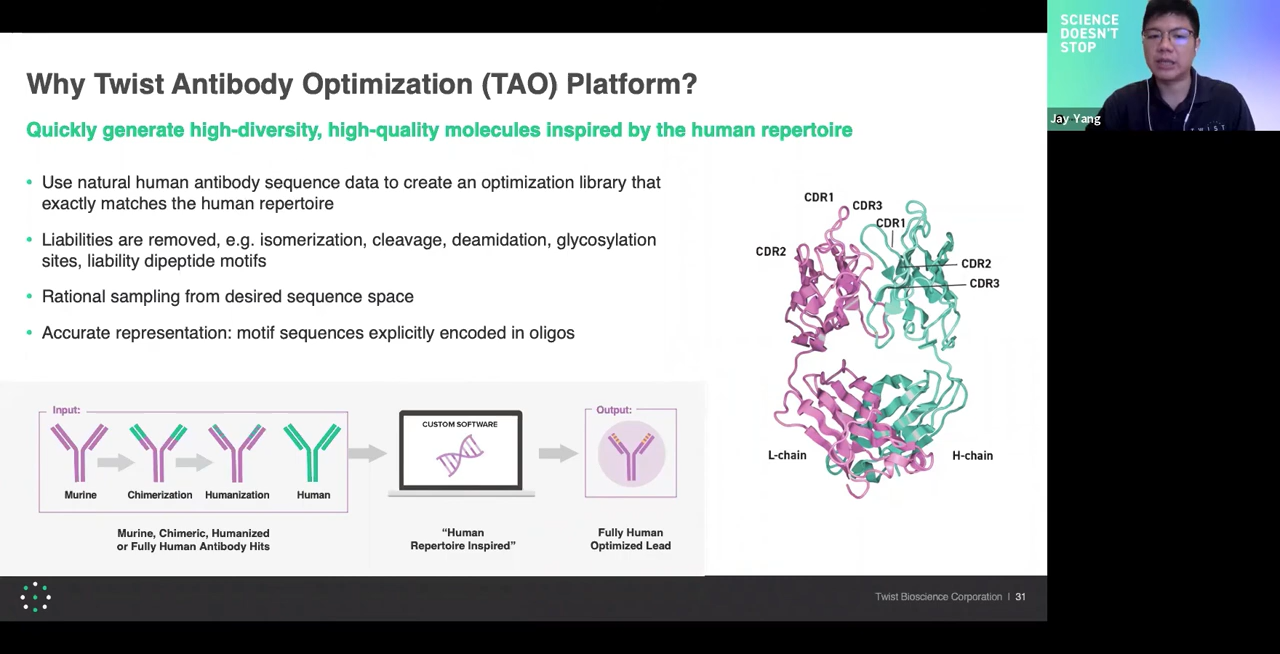 Why Twist Antibody Optimization (TAO) Platform?
Quickly generate high-diversity, high-quality molecules inspired by the human repertoire
• Use natural human antibody sequence data to create an optimization library that
exactly matches the human repertoire
• Liabilities are removed, e.g. isomerization, cleavage, deamidation, glycosylation
sites, liability dipeptide motifs
• Rational sampling from desired sequence space
• Accurate representation: motif sequences explicitly encoded in oligos
Input:
Murine
Chimerization
Humanization
Human
Murine, Chimeric, Humanized
or Fully Human Antibody Hits
CUSTOM SOFTWARE
“Human
Repertoire Inspired”
Output:
Fully Human
Optimized Lead
CDR1
CDR3
CDR1
CDR2
CDR2
CDR3
L-chain
H-chain
Twist Bioscience Corporation | 31
SCIENCE
DOESN'T
STOP
Jay Yang
TWIST